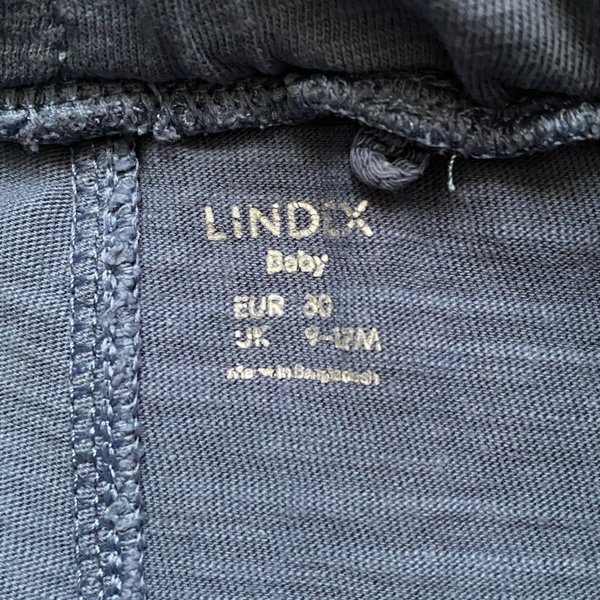 LINDEX
Baby
EUR 80
UK 9-12M
Made in Bangladesh